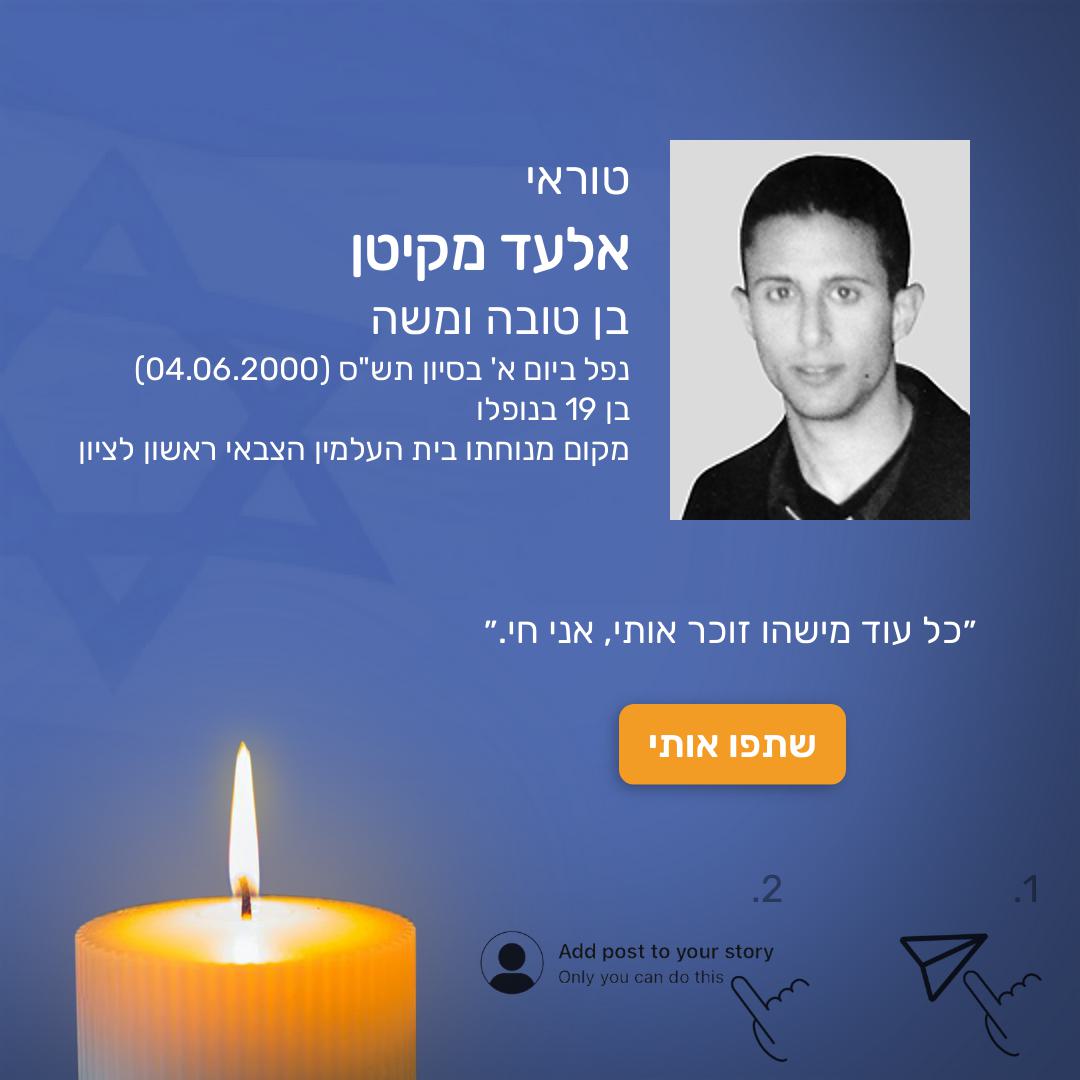 טוראי
אלעד מקיטן
בן טובה ומשה
נפל ביום א' בסיון תש"ס (04.06.2000)
בן 19 בנופלו
מקום מנוחתו בית העלמין הצבאי ראשון לציון
״כל עוד מישהו זוכר אותי, אני חי.״
שתפו אותי
.1
.2
Add post to your story
Only you can do this